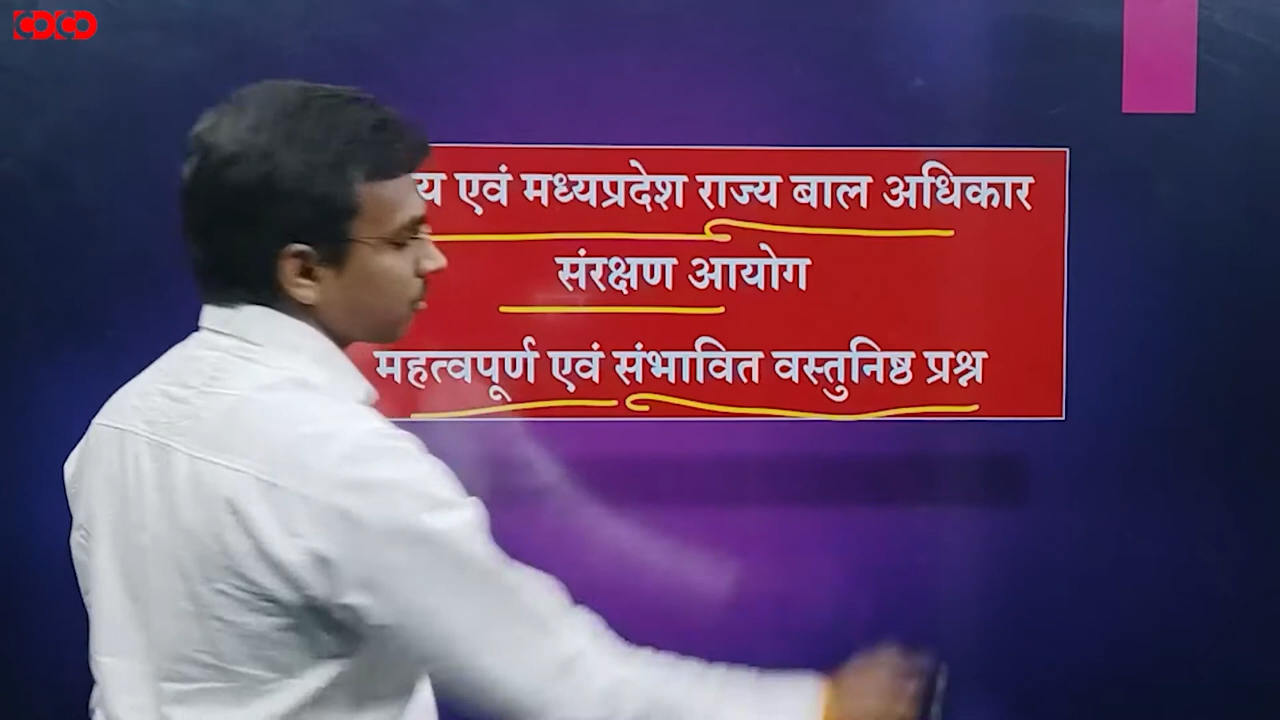 एवं मध्यप्रदेश राज्य बाल अधिकार
संरक्षण आयोग
महत्वपूर्ण एवं संभावित वस्तुनिष्ठ प्रश्न